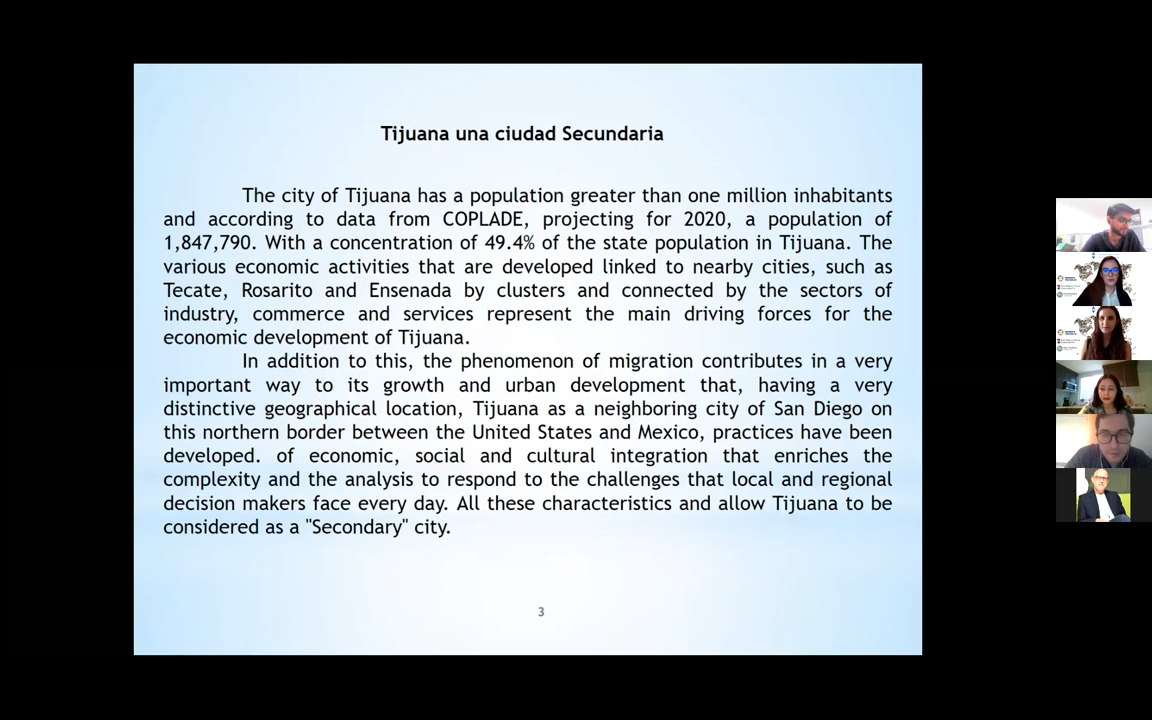 Tijuana una ciudad Secundaria
The city of Tijuana has a population greater than one million inhabitants
and according to data from COPLADE, projecting for 2020, a population of
1,847,790. With a concentration of 49.4% of the state population in Tijuana. The
various economic activities that are developed linked to nearby cities, such as
Tecate, Rosarito and Ensenada by clusters and connected by the sectors of
industry, commerce and services represent the main driving forces for the
economic development of Tijuana.
In addition to this, the phenomenon of migration contributes in a very
important way to its growth and urban development that, having a very
distinctive geographical location, Tijuana as a neighboring city of San Diego on
this northern border between the United States and Mexico, practices have been
developed. of economic, social and cultural integration that enriches the
complexity and the analysis to respond to the challenges that local and regional
decision makers face every day. All these characteristics and allow Tijuana to be
considered as a "Secondary" city.
3